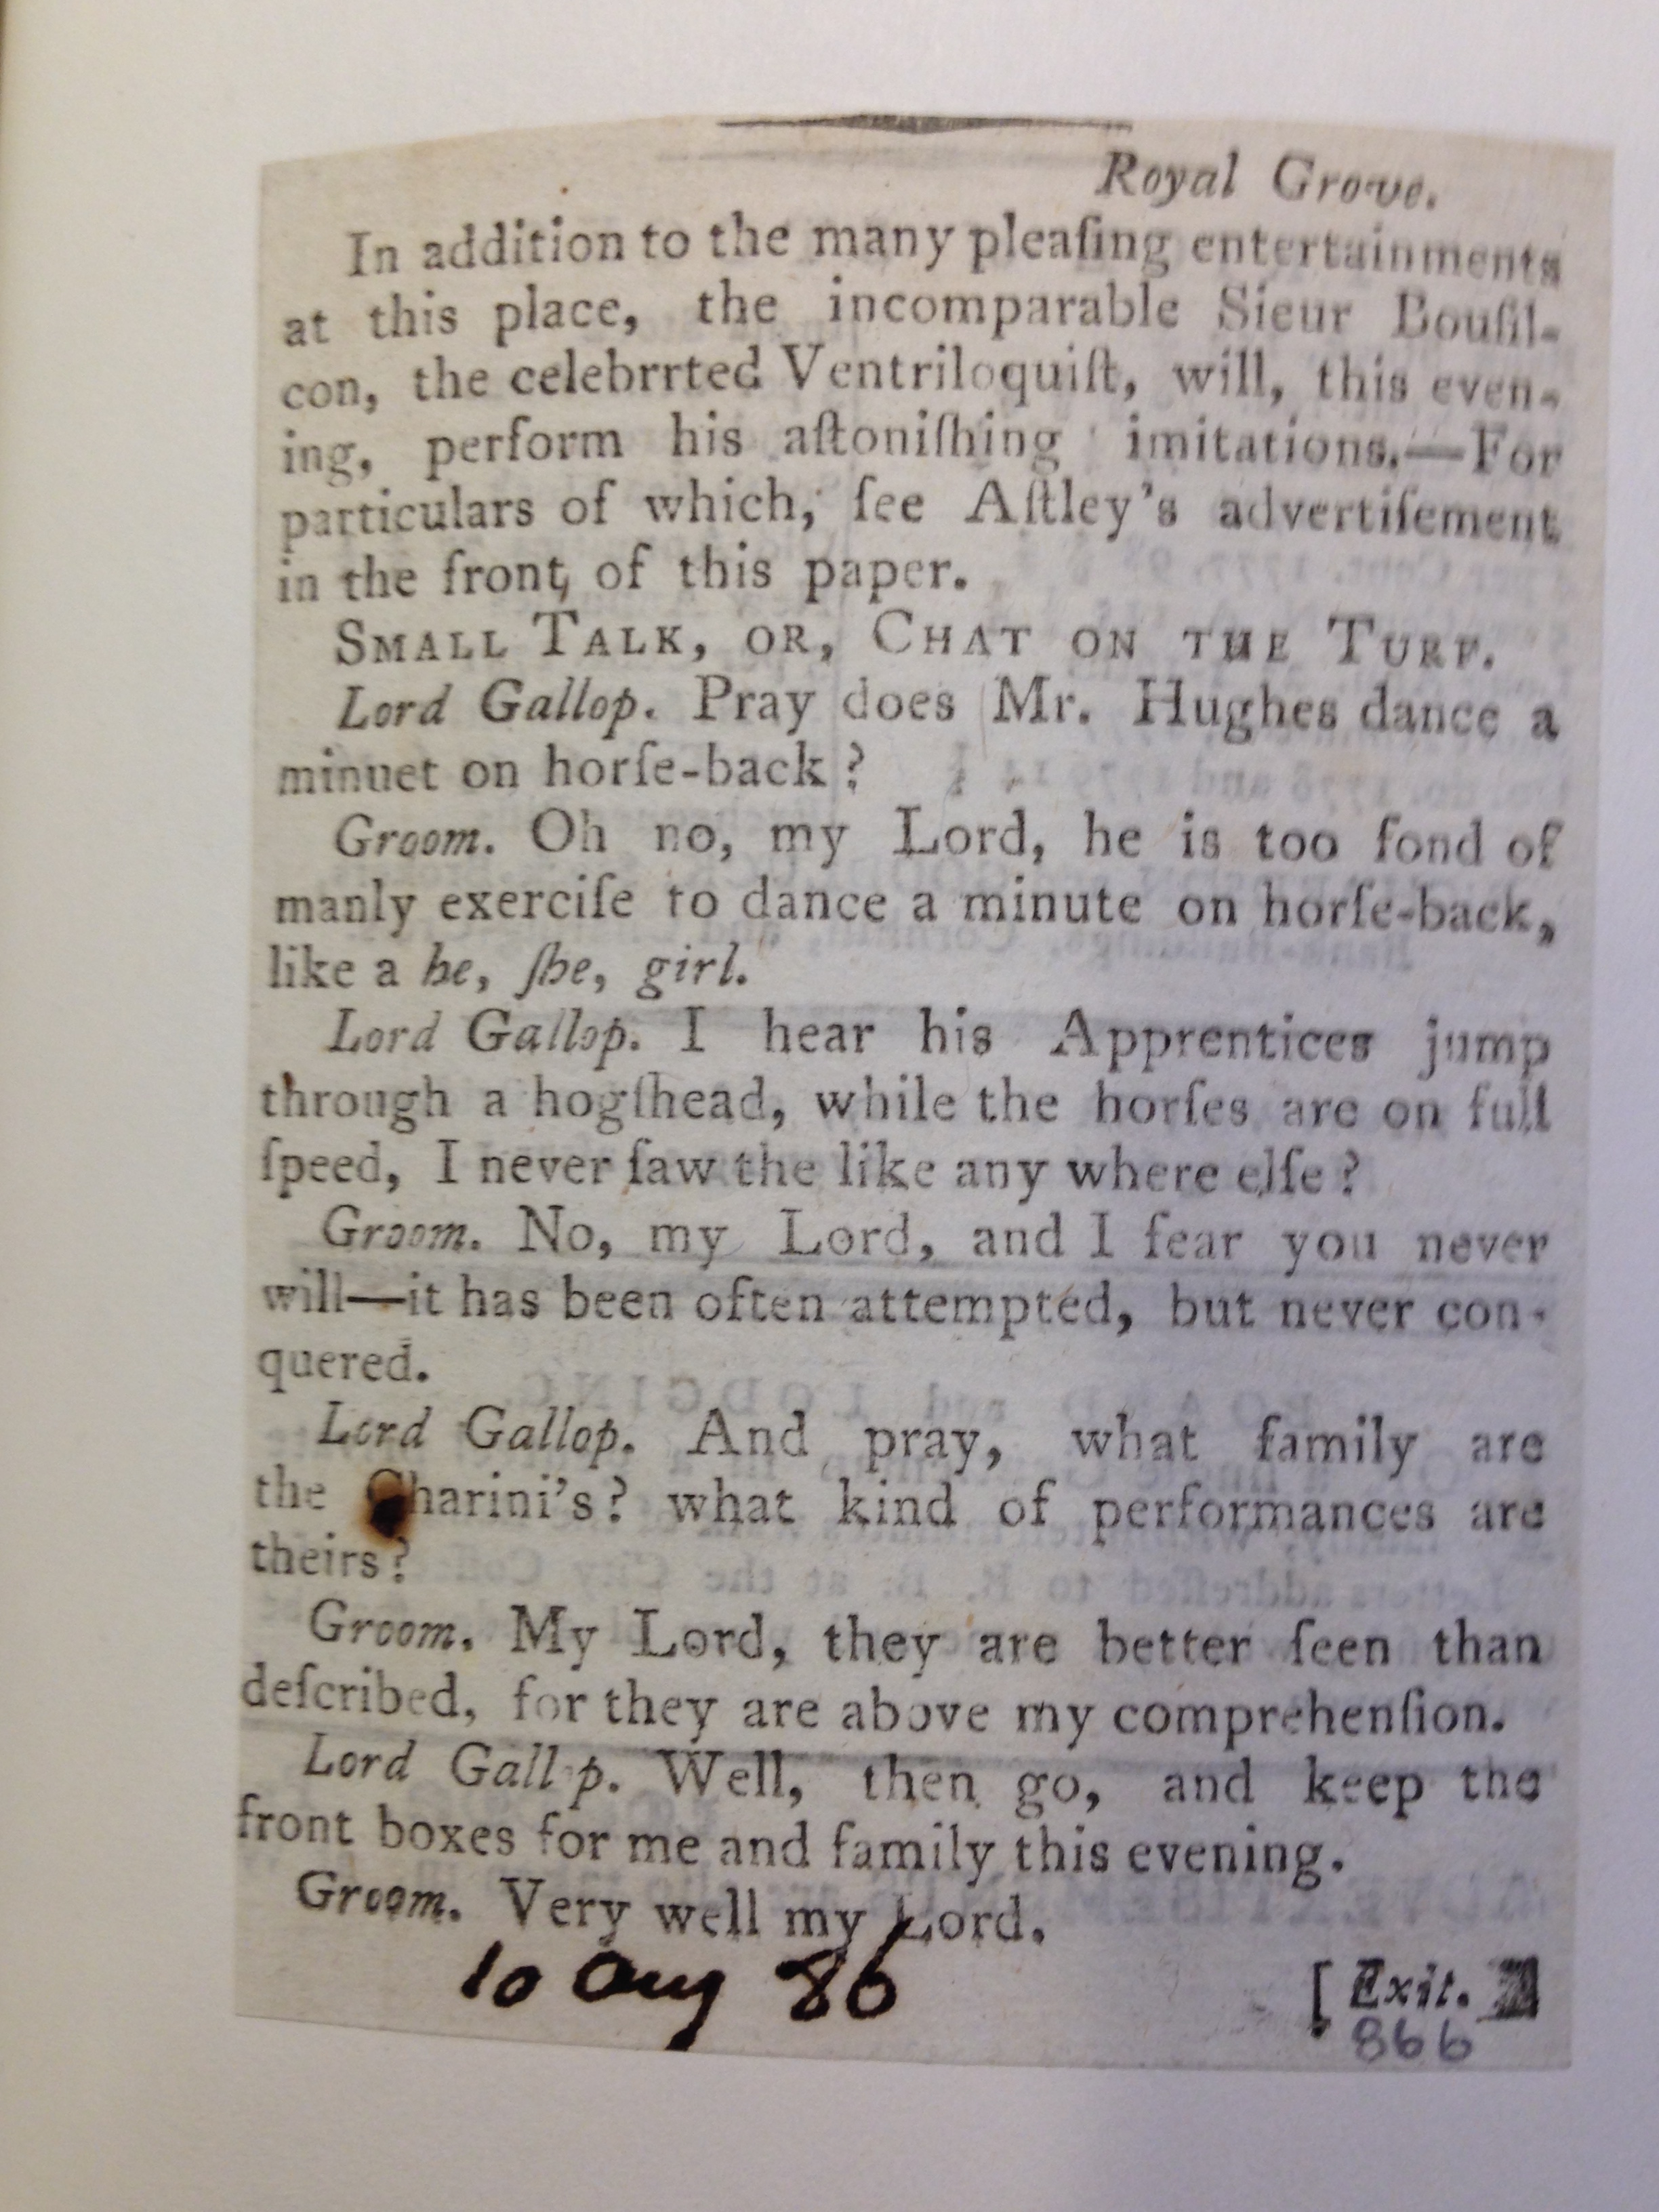 Royal Grove.
In addition to the many pleaſing entertainments
at this place, the incomparable Sieur Bouſil-
con, the celebrrted Ventriloquiſt, will, this even-
ing, perform his aſtoniſhing imitations.—For
particulars of which, ſee Aſtley's advertiſement
in the front of this paper.
SMALL TALK, OR, CHAT ON THE TURF.
Lord Gallop. Pray does Mr. Hughes dance a
minuet on horſe-back ?
Groom. Oh no, my Lord, he is too fond of
manly exerciſe to dance a minute on horſe-back,
like a he, ſhe, girl.
Lord Gallop. I hear his Apprentices jump
through a hogſhead, while the horſes are on full
ſpeed, I never ſaw the like any where elſe ?
Groom. No, my Lord, and I fear you never
will—it has been often attempted, but never con-
quered.
Lord Gallop. And pray, what family are
the Charini's? what kind of performances are
theirs?
Groom. My Lord, they are better ſeen than
deſcribed, for they are above my comprehenſion.
Lord Gall p. Well, then go, and keep the
front boxes for me and family this evening.
Groom. Very well my Lord.
10 Aug 86
[ Exit.
866